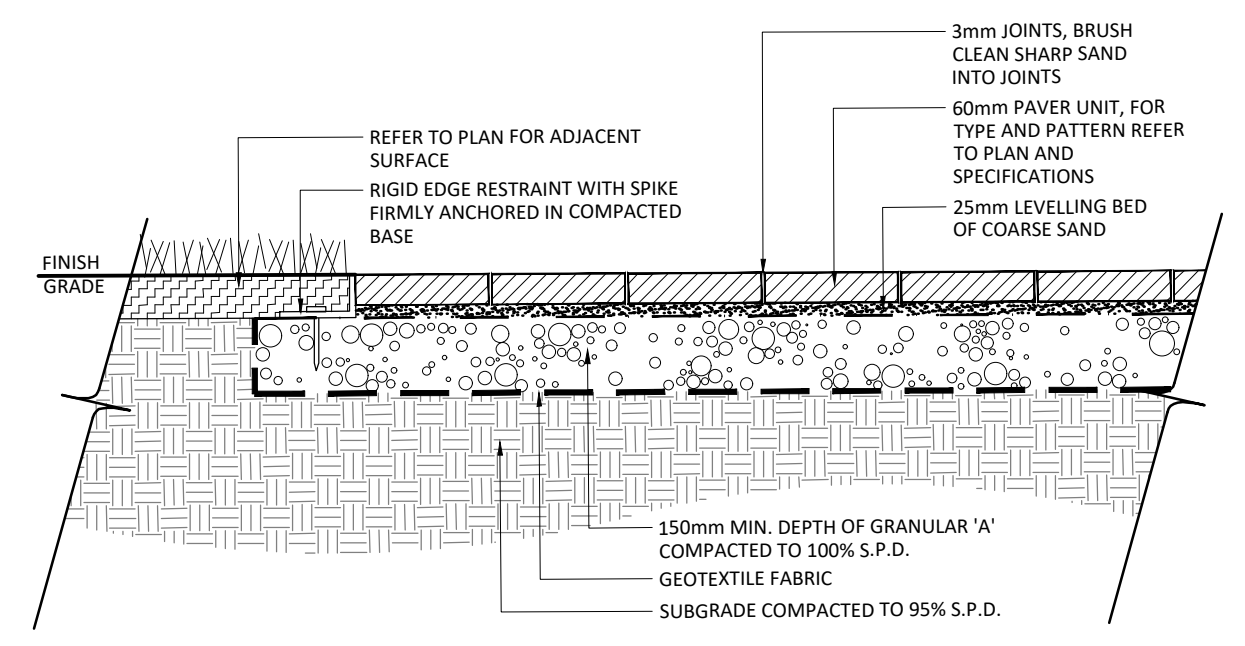 3mm JOINTS, BRUSH
CLEAN SHARP SAND
INTO JOINTS
60mm PAVER UNIT, FOR
TYPE AND PATTERN REFER
TO PLAN AND
SPECIFICATIONS
25mm LEVELLING BED
OF COARSE SAND
REFER TO PLAN FOR ADJACENT
SURFACE
RIGID EDGE RESTRAINT WITH SPIKE
FIRMLY ANCHORED IN COMPACTED
BASE
FINISH
GRADE
150mm MIN. DEPTH OF GRANULAR 'A'
COMPACTED TO 100% S.P.D.
GEOTEXTILE FABRIC
SUBGRADE COMPACTED TO 95% S.P.D.